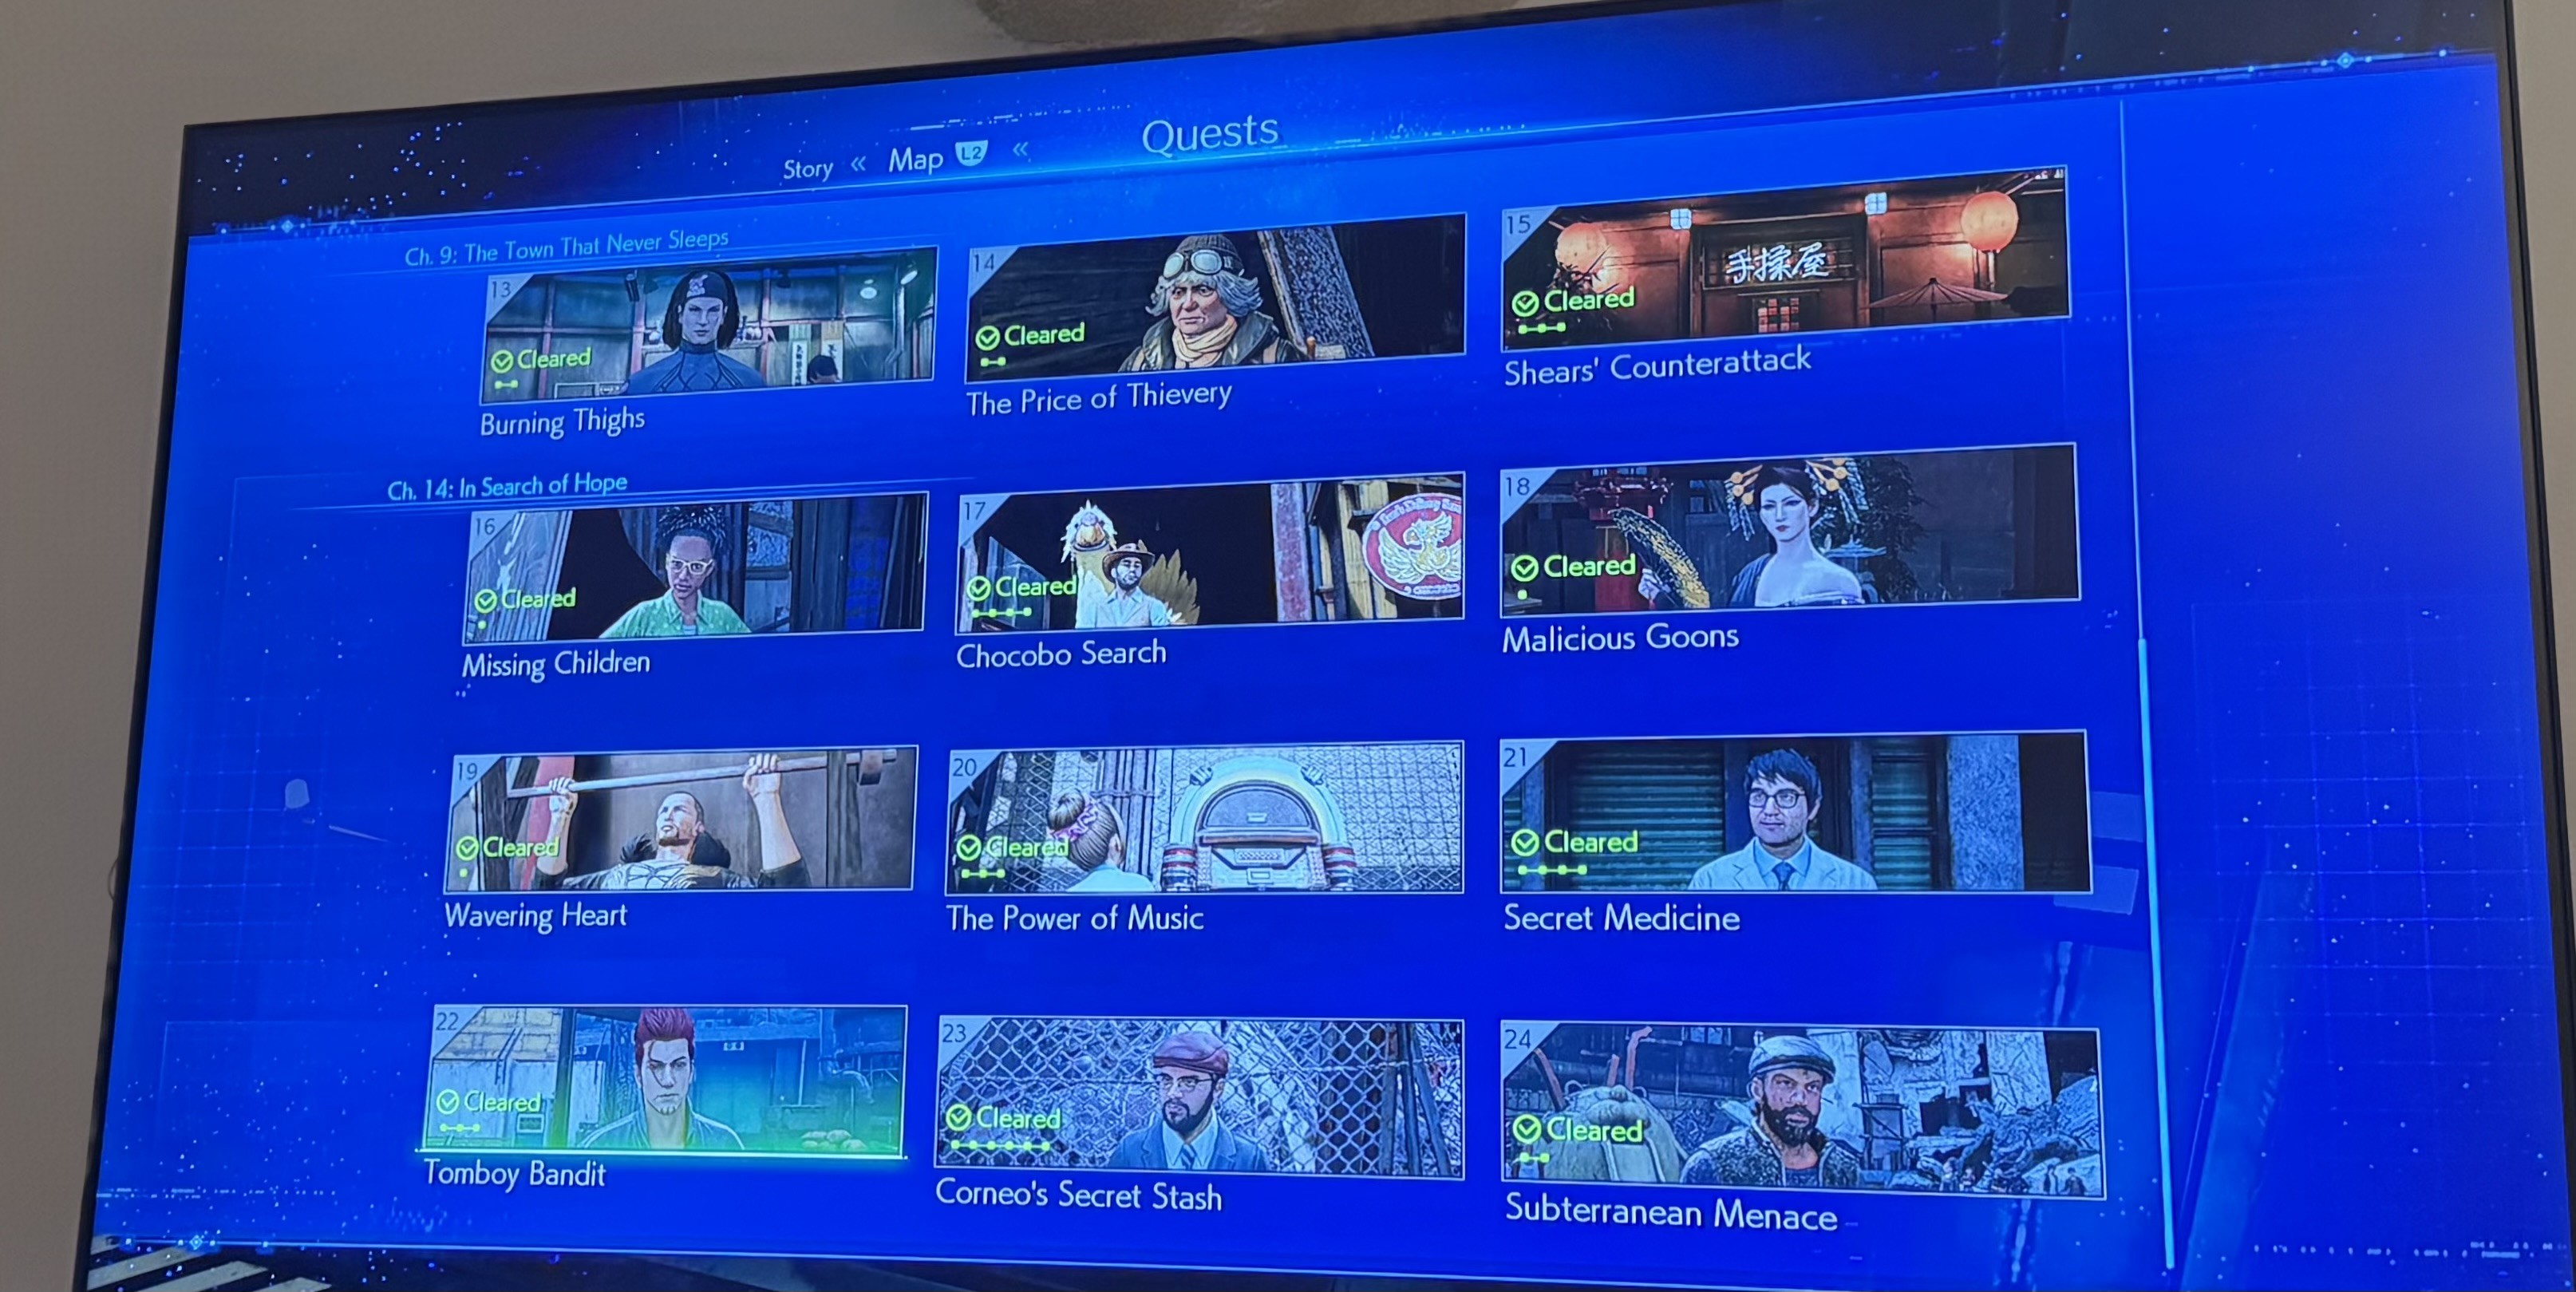 Quests
Story « Map L2 «
Ch. 9: The Town That Never Sleeps
13
Cleared
Burning Thighs
14
Cleared
The Price of Thievery
15
手揉屋
Cleared
Shears' Counterattack
Ch. 14: In Search of Hope
16
Cleared
Missing Children
17
Cleared
Chocobo Search
18
Cleared
Malicious Goons
19
Cleared
Wavering Heart
20
Cleared
The Power of Music
21
Cleared
Secret Medicine
22
Cleared
Tomboy Bandit
23
Cleared
Corneo's Secret Stash
24
Cleared
Subterranean Menace